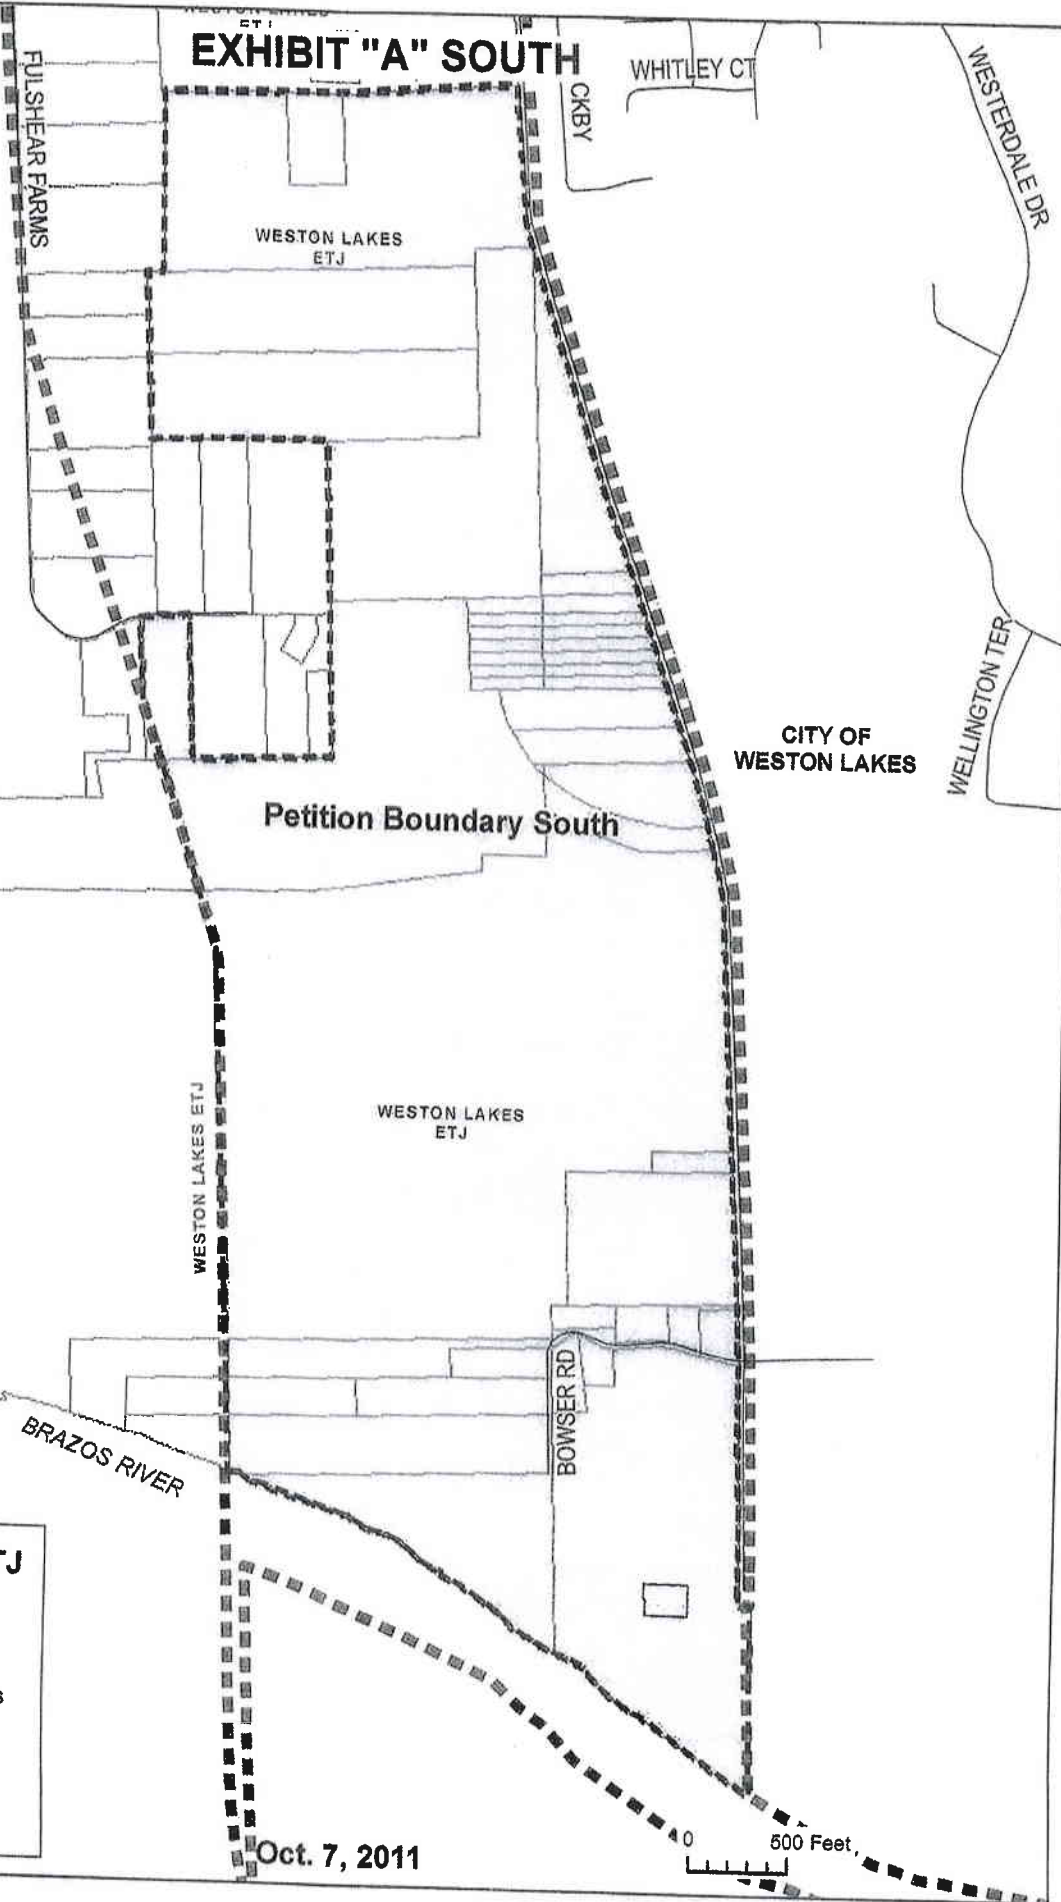 ETJ
EXHIBIT "A" SOUTH
FULSHEAR FARMS
CKBY
WHITLEY CT
WESTERDALE DR
WESTON LAKES
ETJ
WELLINGTON TER
CITY OF
WESTON LAKES
Petition Boundary South
WESTON LAKES ETJ
WESTON LAKES
ETJ
BOWSER RD
BRAZOS RIVER
TJ
s
Oct. 7, 2011
0 500 Feet